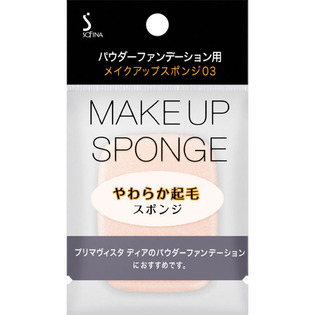 SOFINA
パウダーファンデーション用
メイクアップスポンジ03
MAKE UP
SPONGE
やわらか起毛
スポンジ
プリマヴィスタ ディアのパウダーファンデーション
におすすめです。